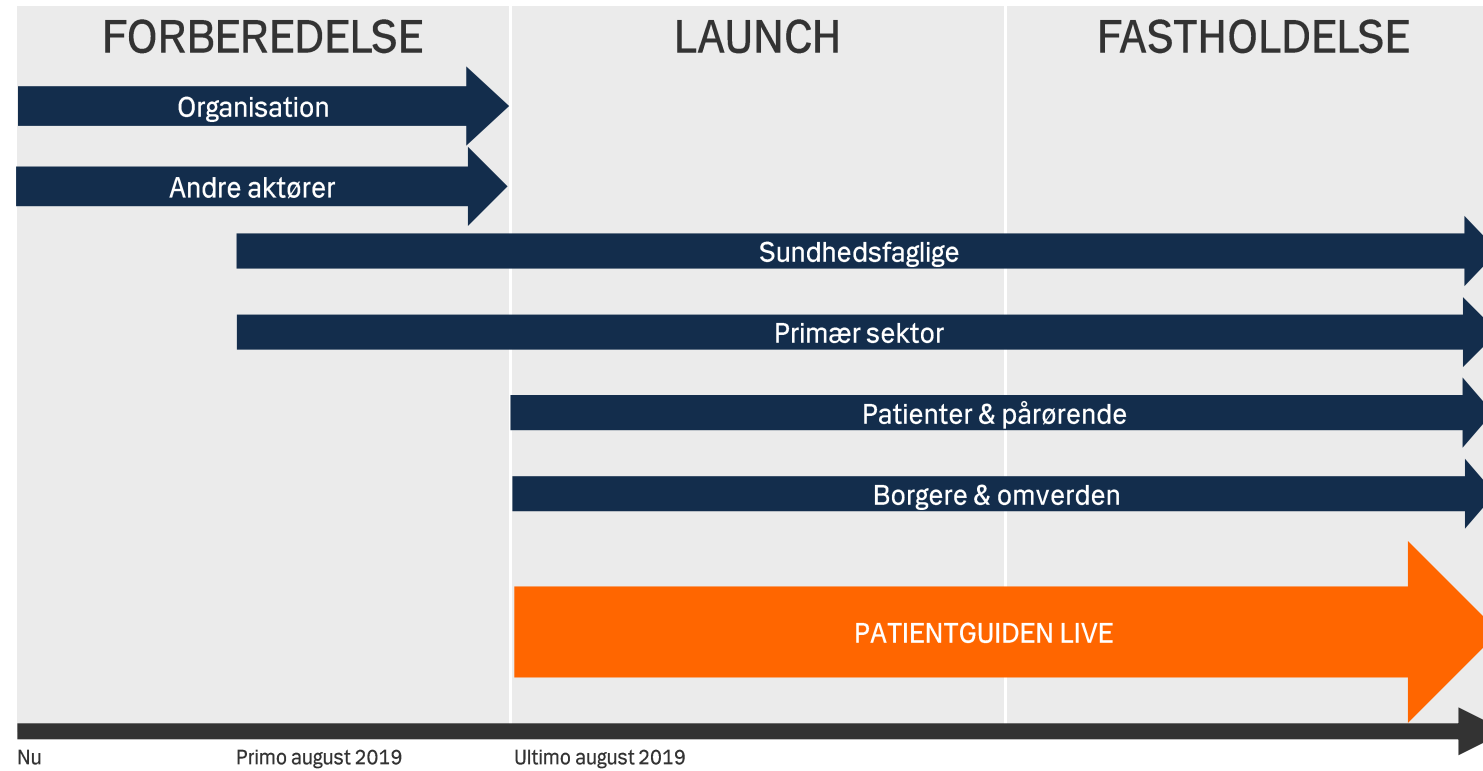 FORBEREDELSE
LAUNCH
FASTHOLDELSE
Organisation
Andre aktører
Sundhedsfaglige
Primær sektor
Patienter & pårørende
Borgere & omverden
PATIENTGUIDEN LIVE
Nu
Primo august 2019
Ultimo august 2019